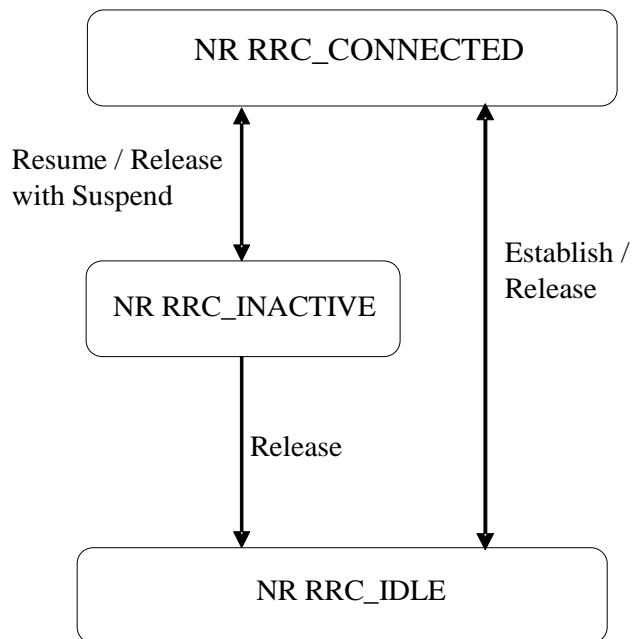 NR RRC_CONNECTED
Resume / Release
with Suspend
Establish /
Release
NR RRC_INACTIVE
Release
NR RRC_IDLE